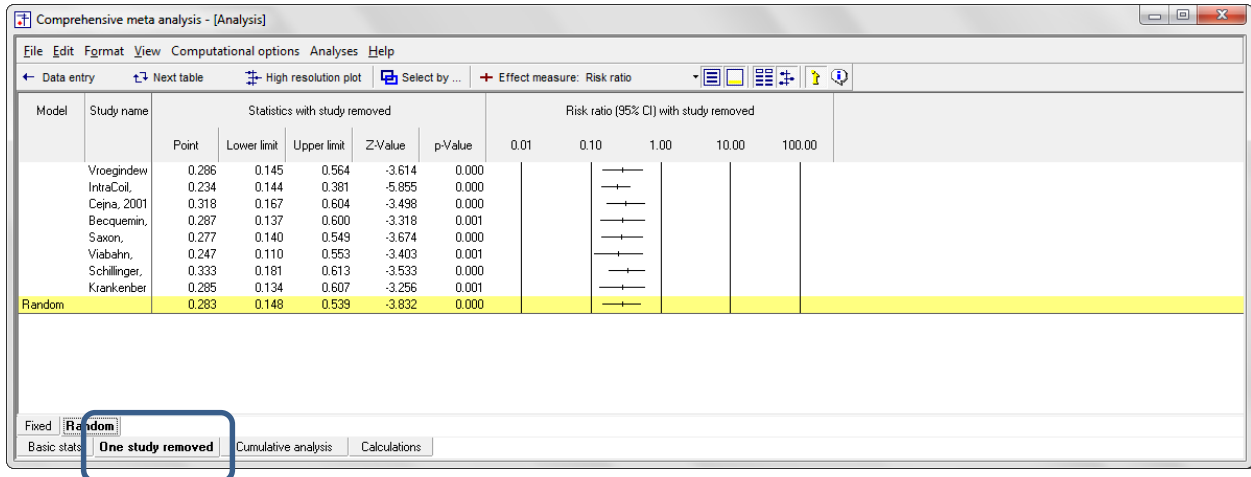 Comprehensive meta analysis - [Analysis]
File Edit Format View Computational options Analyses Help
Data entry Next table High resolution plot Select by ... Effect measure: Risk ratio
Model Study name Statistics with study removed Risk ratio (95% CI) with study removed
Point Lower limit Upper limit Z-Value p-Value 0.01 0.10 1.00 10.00 100.00
Vroegindew 0.286 0.145 0.564 -3.614 0.000
IntraCoil, 0.234 0.144 0.381 -5.855 0.000
Cejna, 2001 0.318 0.167 0.604 -3.498 0.000
Becquemin, 0.287 0.137 0.600 -3.318 0.001
Saxon, 0.277 0.140 0.549 -3.674 0.000
Viabahn, 0.247 0.110 0.553 -3.403 0.001
Schillinger, 0.333 0.181 0.613 -3.533 0.000
Krankenber 0.285 0.134 0.607 -3.256 0.001
Random 0.283 0.148 0.539 -3.832 0.000
Fixed Random
Basic stats One study removed Cumulative analysis Calculations